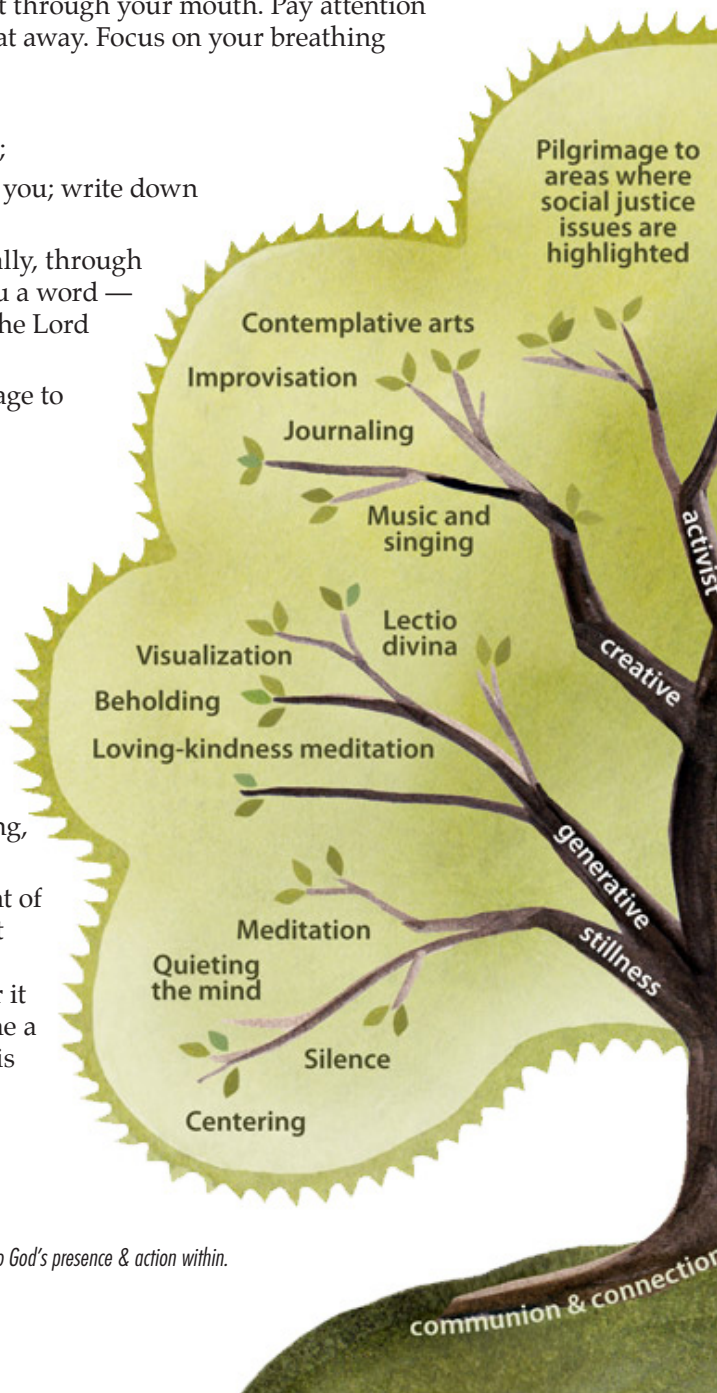 t through your mouth. Pay attention
at away. Focus on your breathing
;
you; write down
ally, through
u a word —
he Lord
age to
Pilgrimage to
areas where
social justice
issues are
highlighted
Contemplative arts
Improvisation
Journaling
Music and
singing
activist
creative
Lectio
divina
Visualization
Beholding
Loving-kindness meditation
generative
stillness
Meditation
Quieting
the mind
Silence
Centering
ng,
t of
t
r it
ne a
is
o God's presence & action within.
communion & connection